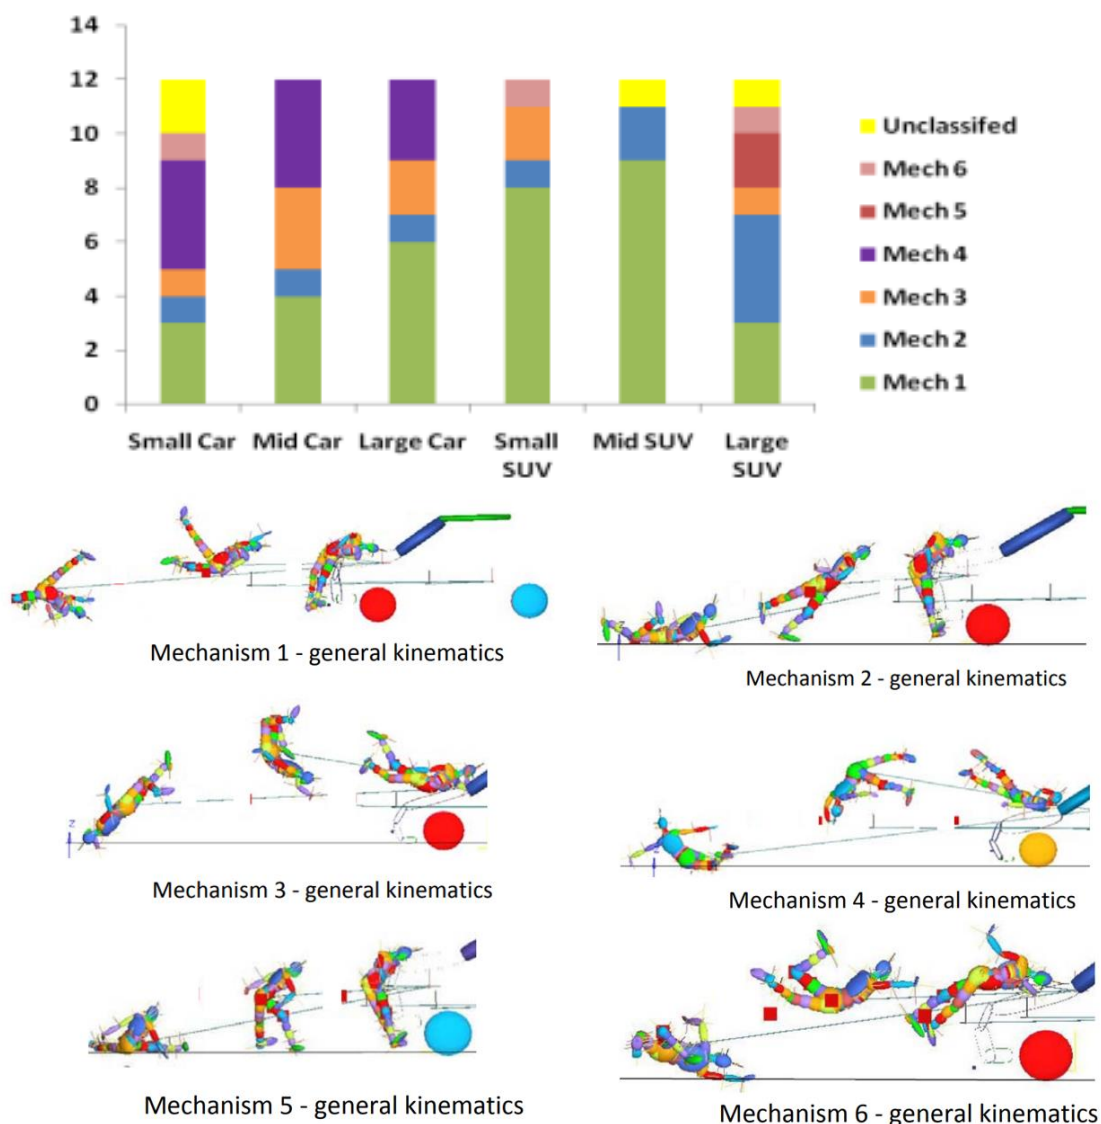 14
12
10
8
6
4
2
0
Small Car
Mid Car
Large Car
Small
SUV
Mid SUV
Large
SUV
Unclassifed
Mech 6
Mech 5
Mech 4
Mech 3
Mech 2
Mech 1
Mechanism 1 - general kinematics
Mechanism 2 - general kinematics
Z
Mechanism 3 - general kinematics
Mechanism 4 - general kinematics
Mechanism 5 - general kinematics
Mechanism 6 - general kinematics